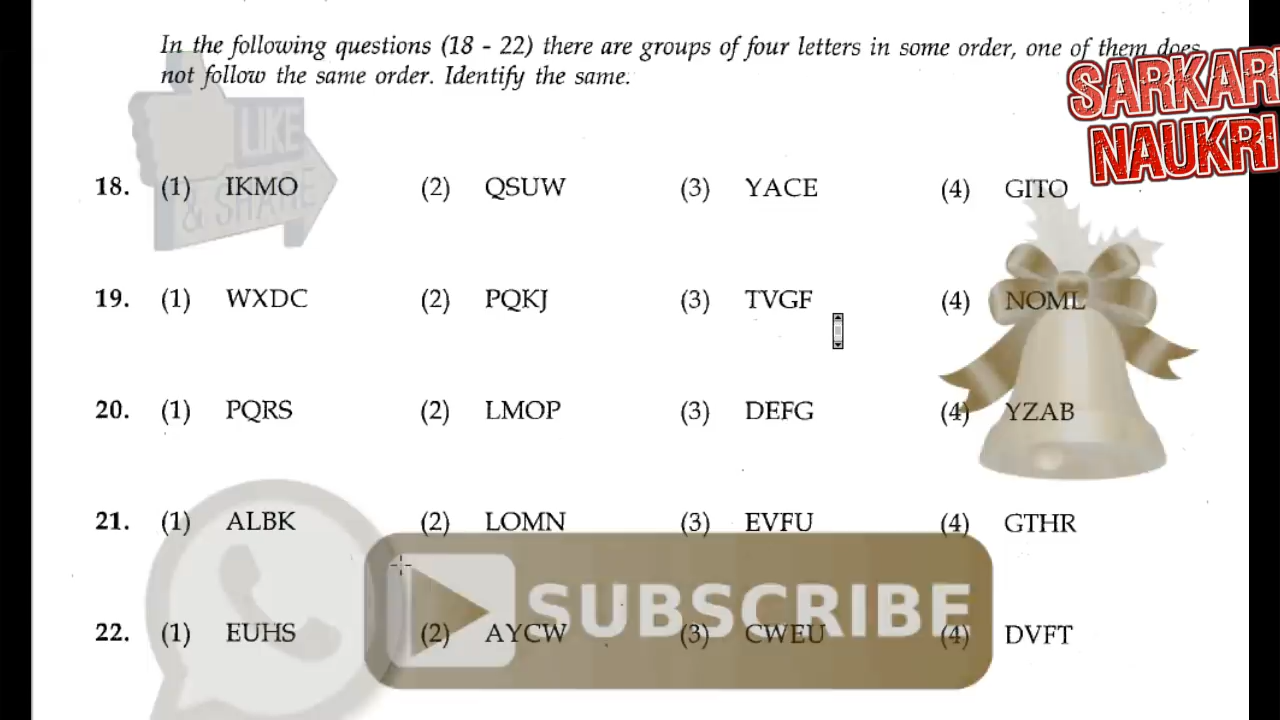 In the following questions (18 - 22) there are groups of four letters in some order, one of them does
not follow the same order. Identify the same.
SARKARI
NAUKRI
LIKE
& SHARE
18. (1) IKMO (2) QSUW (3) YACE (4) GITO
19. (1) WXDC (2) PQKJ (3) TVGF (4) NOML
20. (1) PQRS (2) LMOP (3) DEFG (4) YZAB
21. (1) ALBK (2) LOMN (3) EVFU (4) GTHR
SUBSCRIBE
22. (1) EUHS (2) AYCW (3) CWEU (4) DVFT